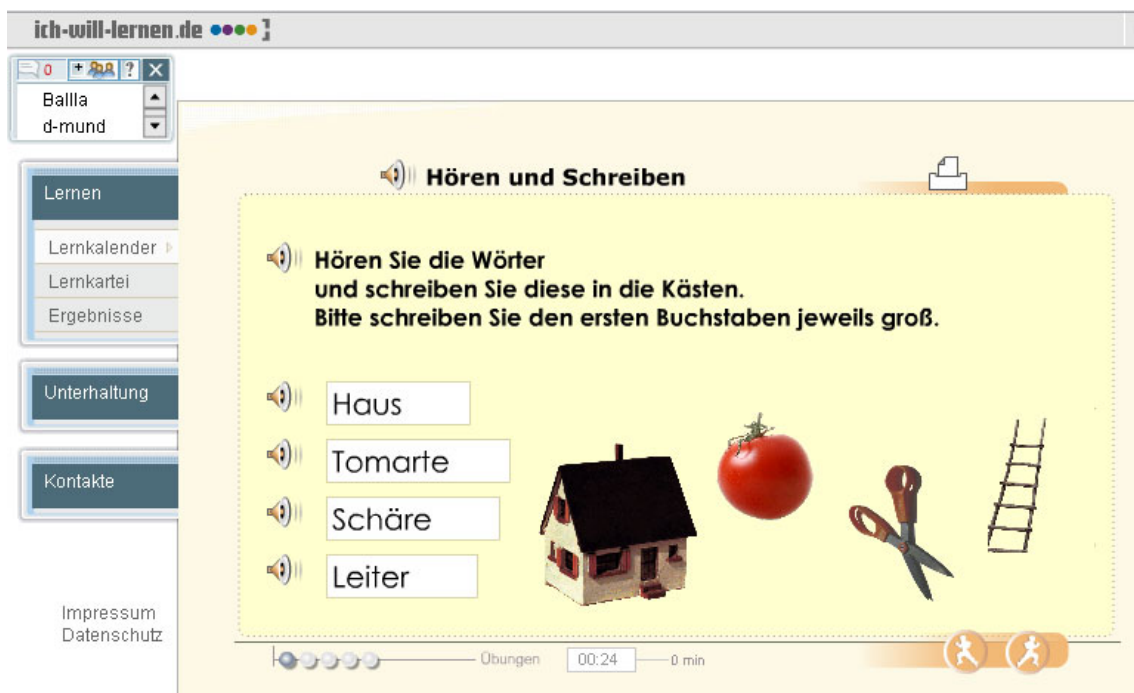 ich-will-lernen.de
0 + ? X
Ballla
d-mund
Lernen
Lernkalender
Lernkartei
Ergebnisse
Unterhaltung
Kontakte
Impressum
Datenschutz
Hören und Schreiben
Hören Sie die Wörter
und schreiben Sie diese in die Kästen.
Bitte schreiben Sie den ersten Buchstaben jeweils groß.
Haus
Tomarte
Schäre
Leiter
Übungen 00:24 0 min